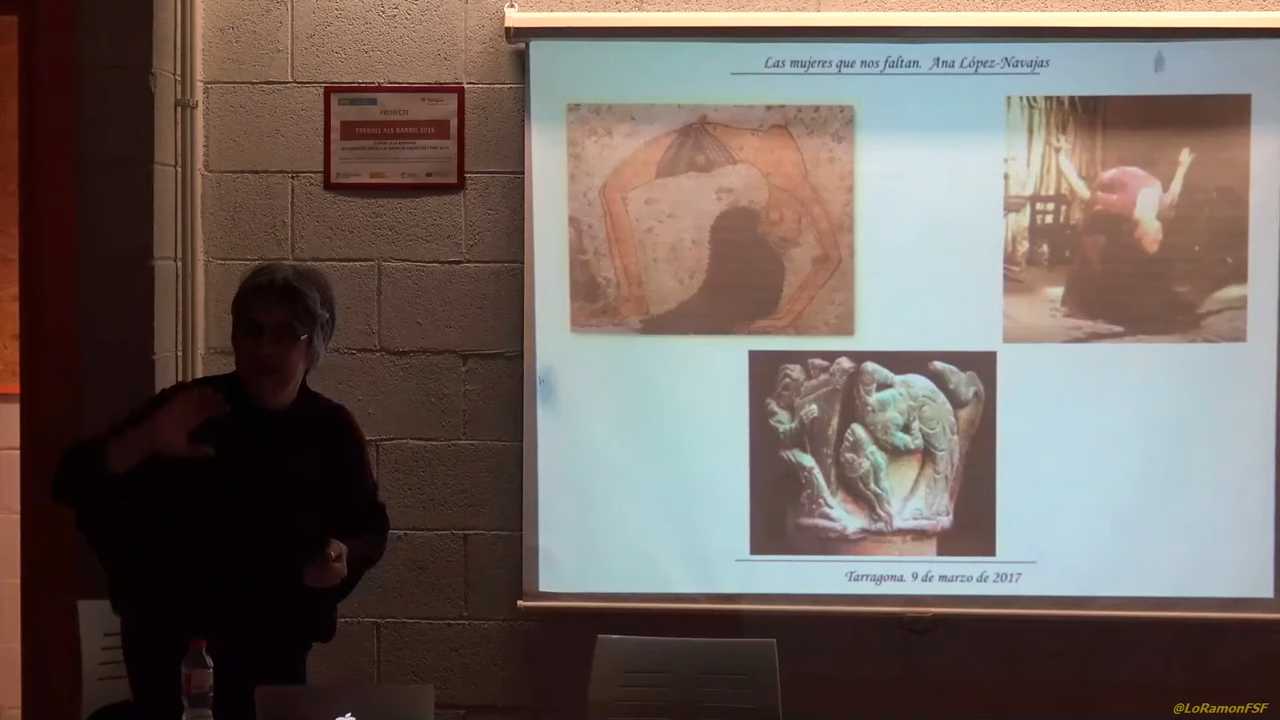 Las mujeres que nos faltan. Ana López-Navajas
PROJECTE
TREBALL ALS BARRIS 2015
Tarragona. 9 de marzo de 2017
@LoRamonFSF